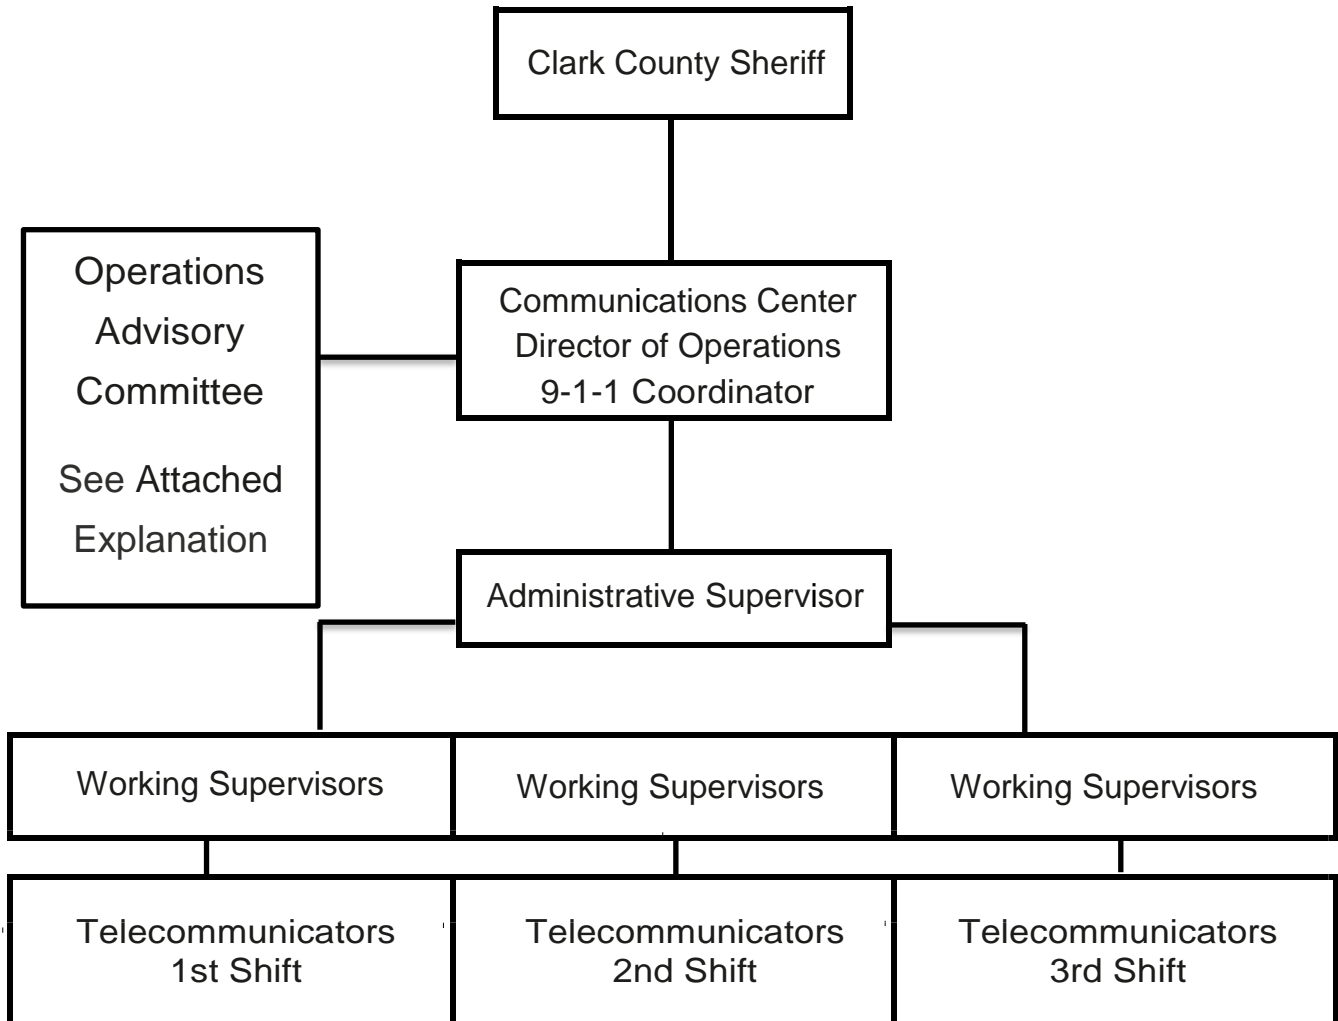 Clark County Sheriff
Operations
Advisory
Committee
See Attached
Explanation
Communications Center
Director of Operations
9-1-1 Coordinator
Administrative Supervisor
Working Supervisors
Working Supervisors
Working Supervisors
Telecommunicators
1st Shift
Telecommunicators
2nd Shift
Telecommunicators
3rd Shift